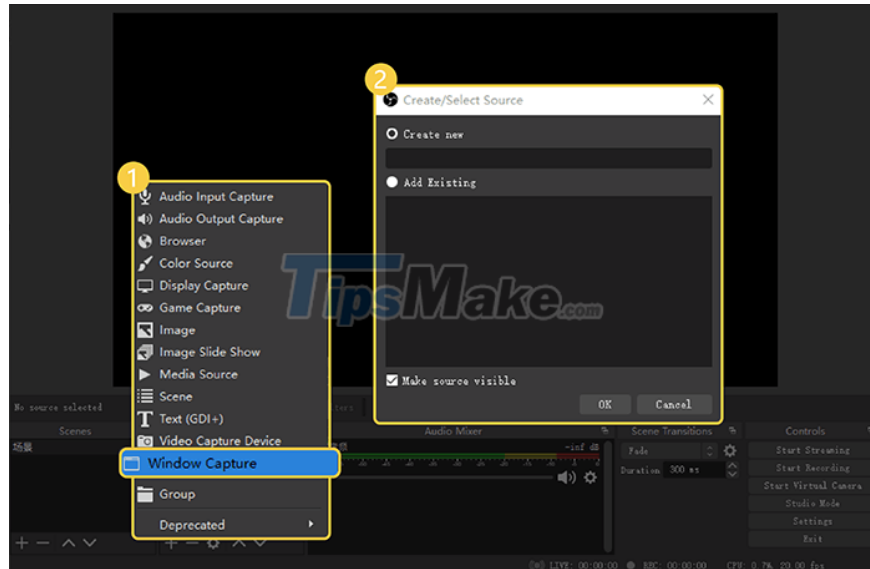 2
Create/Select Source
Create new
1
Audio Input Capture
Add Existing
Audio Output Capture
Browser
Color Source
Display Capture
TipsMake.com
Game Capture
Image
Image Slide Show
Media Source
Make source visible
Scene
No source selected
OK Cancel
Text (GDI+)
Scenes
Audio Mixer
Scene Transitions
Controls
Video Capture Device
场景
-inf dB
Fade
Start Streaming
Window Capture
Duration 300 ms
Start Recording
Start Virtual Camera
Group
Studio Mode
Settings
Deprecated
Exit
LIVE: 00:00:00 REC: 00:00:00 CPU: 0.7%, 20.00 fps